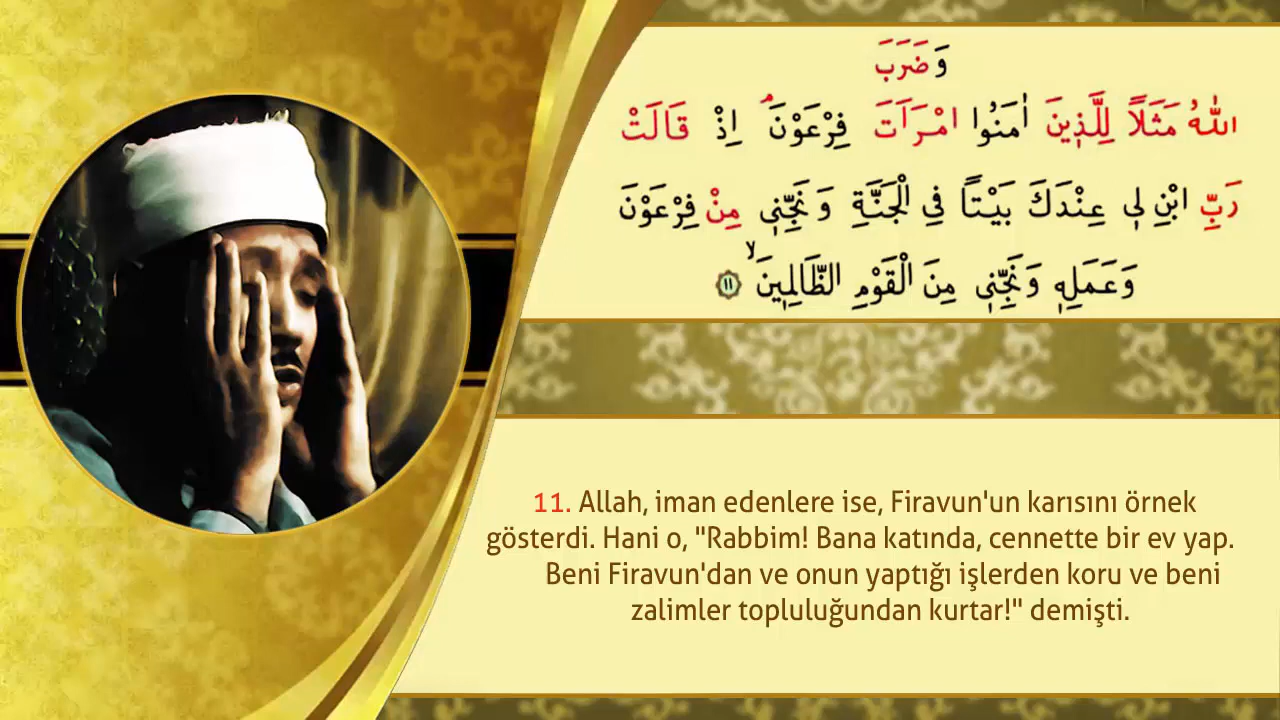 وَضَرَبَ
اللّٰهُ مَثَلًا لِلَّذ۪ينَ اٰمَنُوا امْرَاَتَ فِرْعَوْنَۢ اِذْ قَالَتْ
رَبِّ ابْنِ ل۪ي عِنْدَكَ بَيْتًا فِي الْجَنَّةِ وَنَجِّن۪ي مِنْ فِرْعَوْنَ
وَعَمَلِه۪ وَنَجِّن۪ي مِنَ الْقَوْمِ الظَّالِم۪ينَۙ ١١
11. Allah, iman edenlere ise, Firavun'un karısını örnek
gösterdi. Hani o, "Rabbim! Bana katında, cennette bir ev yap.
Beni Firavun'dan ve onun yaptığı işlerden koru ve beni
zalimler topluluğundan kurtar!" demişti.